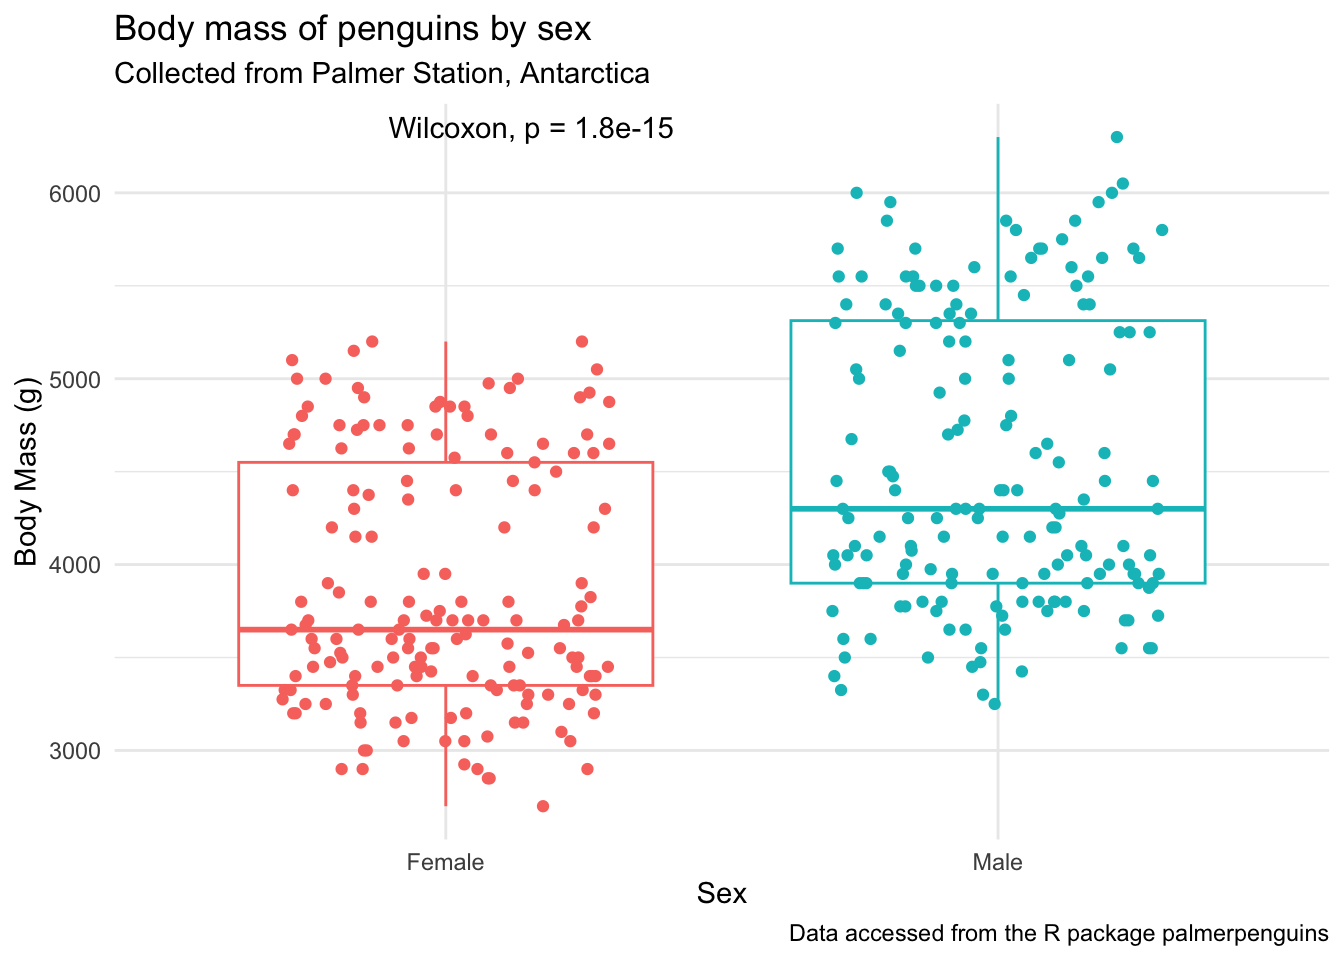 Body mass of penguins by sex
Collected from Palmer Station, Antarctica
Wilcoxon, p = 1.8e-15
Body Mass (g)
6000
5000
4000
3000
Female
Male
Sex
Data accessed from the R package palmerpenguins